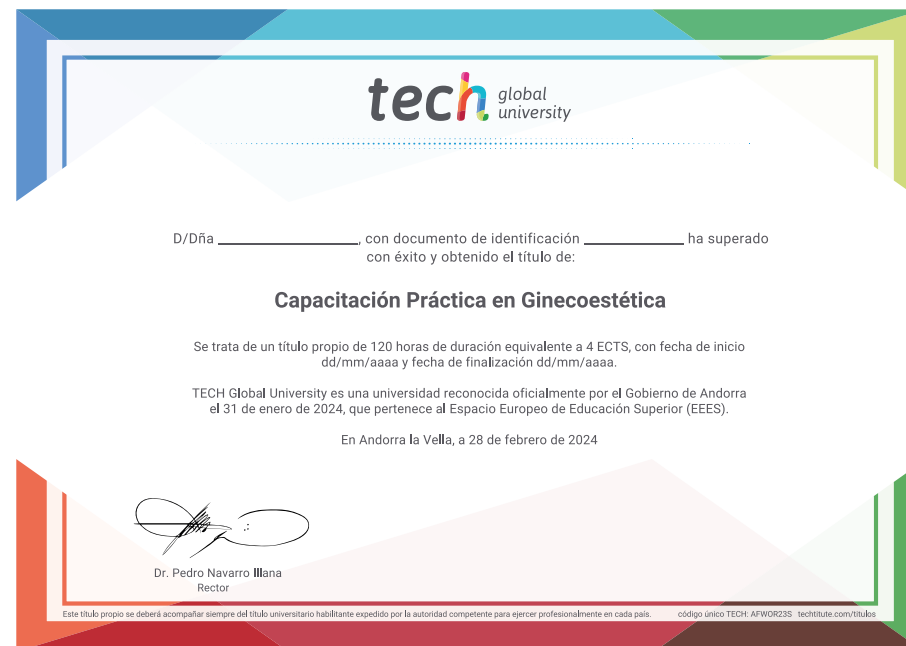 tech global
university
D/Dña ______________, con documento de identificación __________ ha superado
con éxito y obtenido el título de:
Capacitación Práctica en Ginecoestética
Se trata de un título propio de 120 horas de duración equivalente a 4 ECTS, con fecha de inicio
dd/mm/aaaa y fecha de finalización dd/mm/aaaa.
TECH Global University es una universidad reconocida oficialmente por el Gobierno de Andorra
el 31 de enero de 2024, que pertenece al Espacio Europeo de Educación Superior (EEES).
En Andorra la Vella, a 28 de febrero de 2024
Dr. Pedro Navarro Illana
Rector
Este título propio se deberá acompañar siempre del título universitario habilitante expedido por la autoridad competente para ejercer profesionalmente en cada país. código único TECH: AFWOR23S techtitute.com/titulos